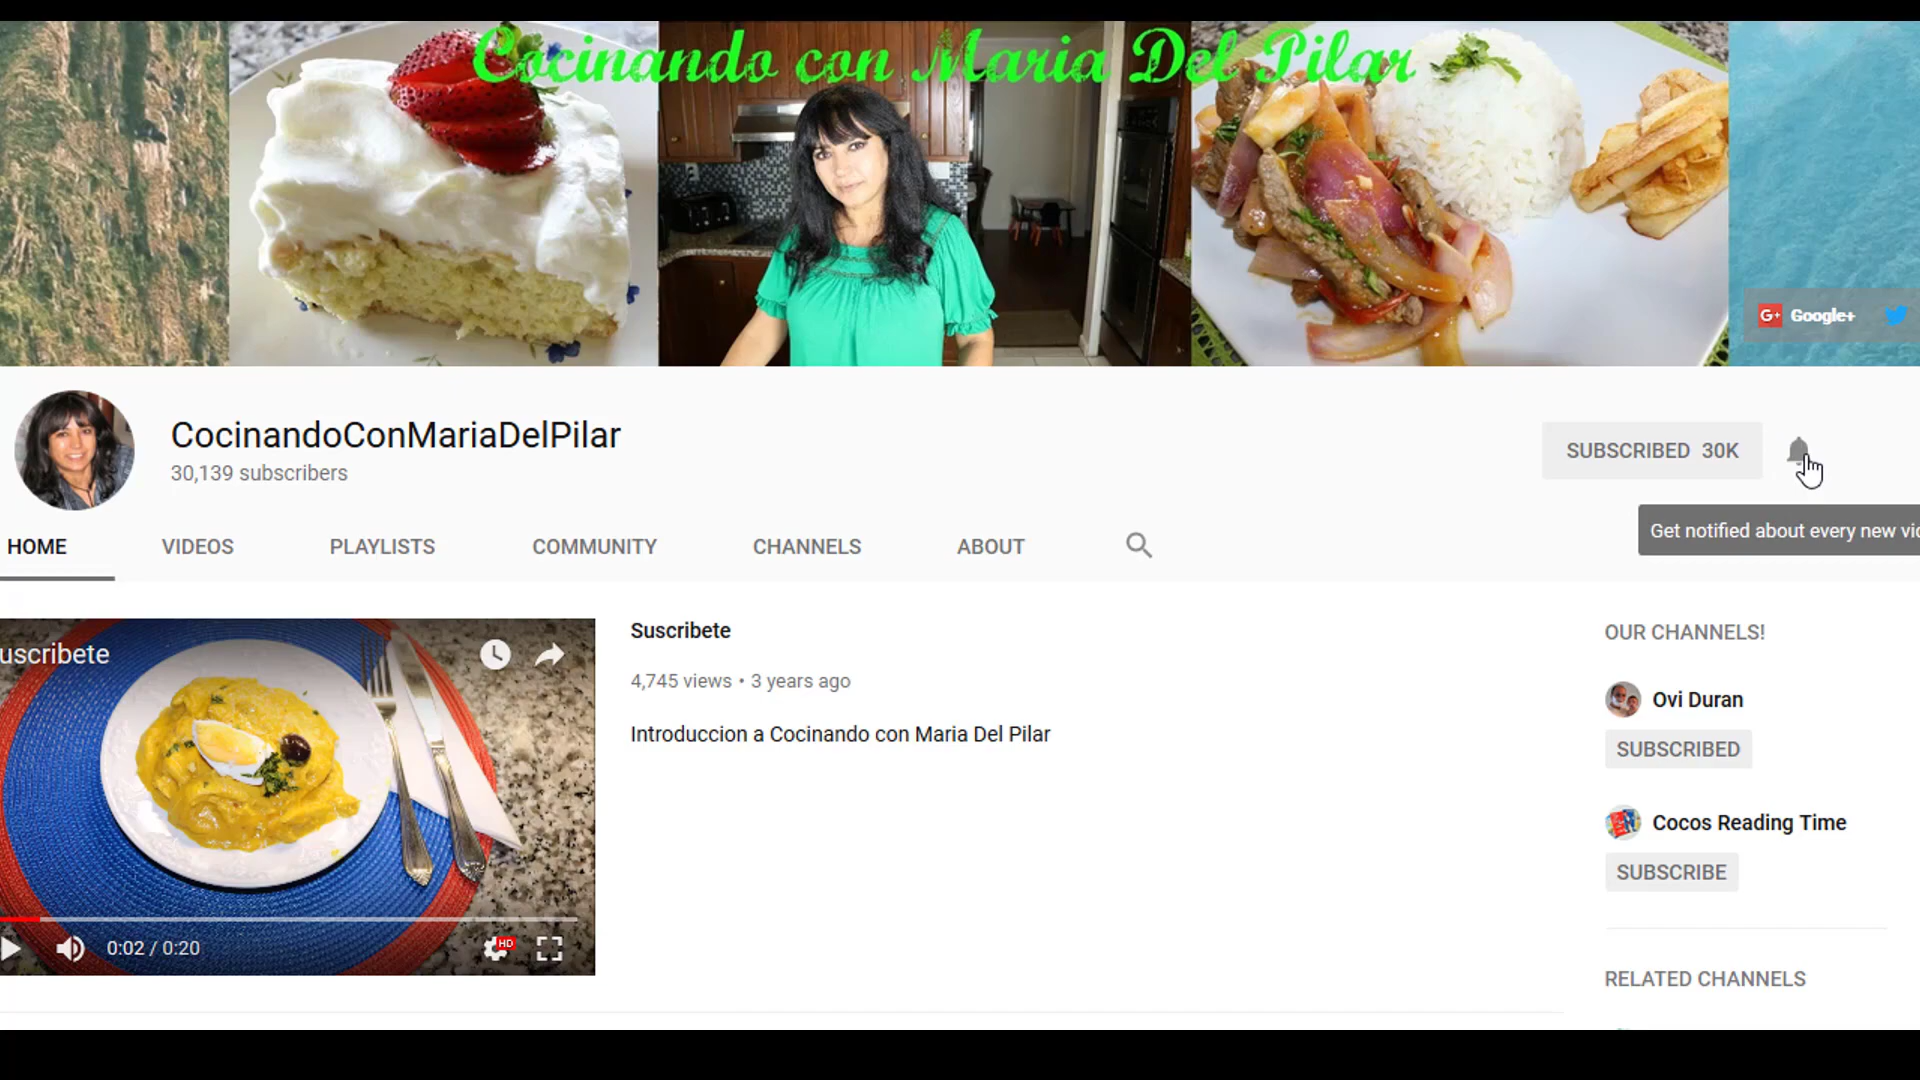 Cocinando con Maria Del Pilar
Google+
CocinandoConMariaDelPilar
30,139 subscribers
SUBSCRIBED 30K
Get notified about every new vic
HOME VIDEOS PLAYLISTS COMMUNITY CHANNELS ABOUT
uscribete
0:02 / 0:20
HD
Suscribete
4,745 views • 3 years ago
Introduccion a Cocinando con Maria Del Pilar
OUR CHANNELS!
Ovi Duran
SUBSCRIBED
Cocos Reading Time
SUBSCRIBE
RELATED CHANNELS